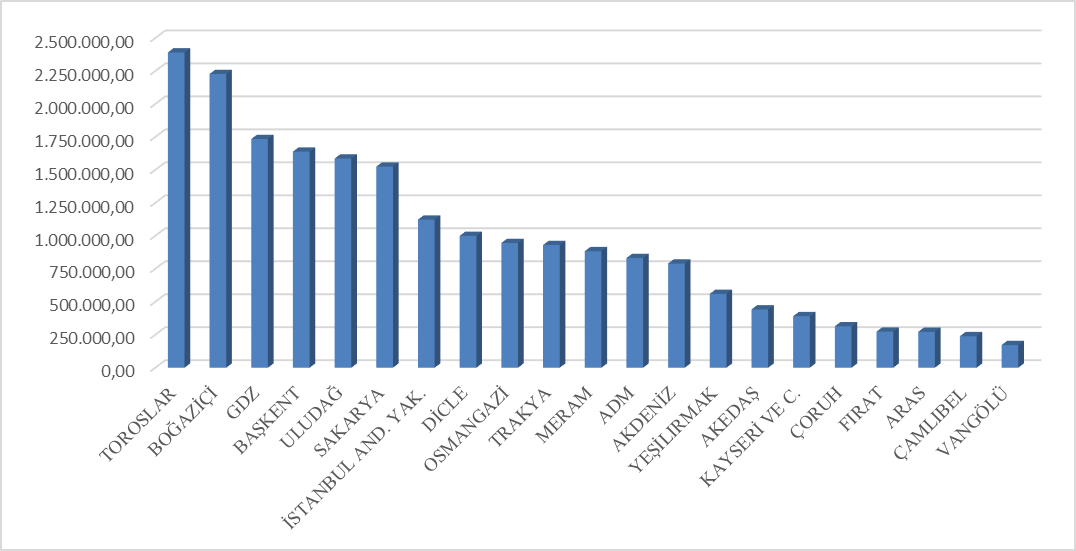 2.500.000,00
2.250.000,00
2.000.000,00
1.750.000,00
1.500.000,00
1.250.000,00
1.000.000,00
750.000,00
500.000,00
250.000,00
0,00
TOROSLAR
BOĞAZİÇİ
GDZ
BAŞKENT
ULUDAĞ
SAKARYA
İSTANBUL AND. YAK.
DİCLE
OSMANGAZİ
TRAKYA
MERAM
ADM
AKDENİZ
YEŞİLIRMAK
AKEDAŞ
KAYSERİ VE C.
ÇORUH
FIRAT
ARAS
ÇAMLIBEL
VANGÖLÜ